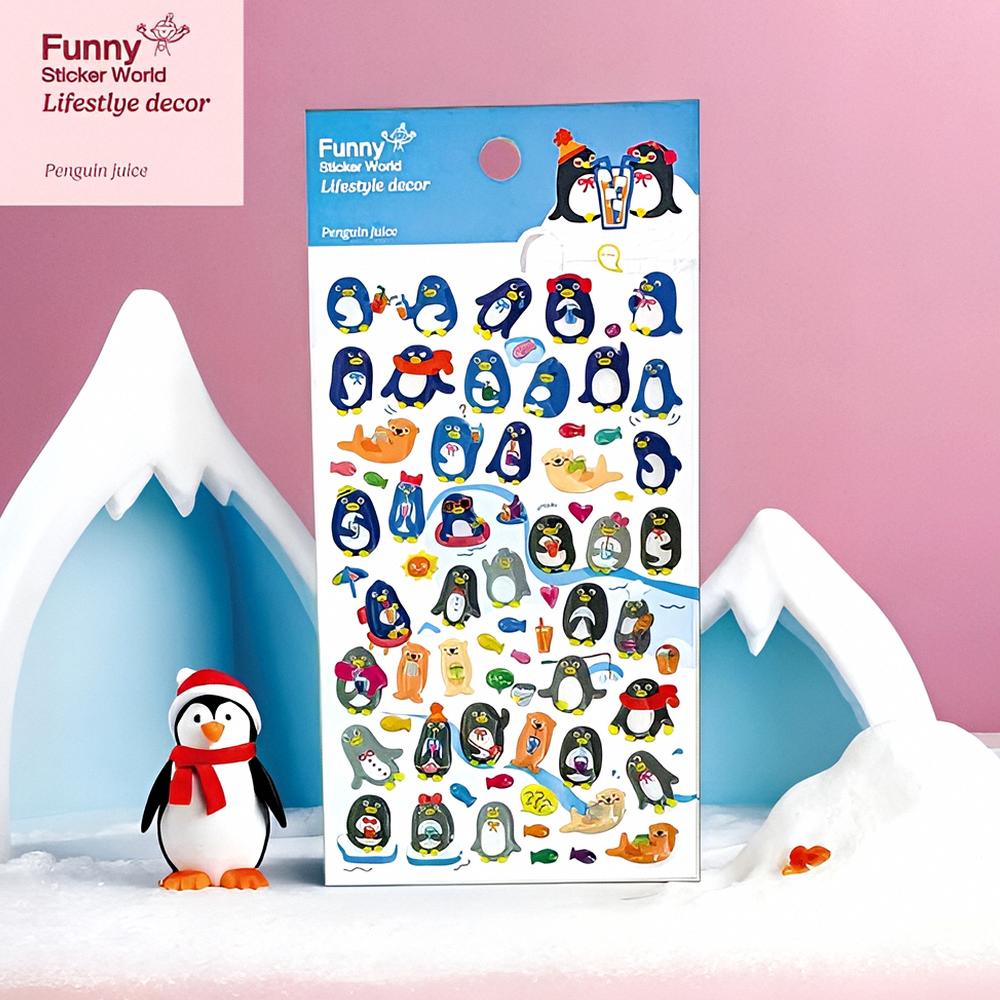 Funny
Sticker World
Lifestlye decor
Penguin juice
Funny
Sticker World
Lifestyle decor
Penguin juice